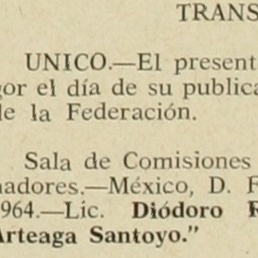 TRANS
UNICO.—El present
gor el día de su publica
de la Federación.
Sala de Comisiones
nadores.—México, D. F
1964.—Lic. Diódoro R
Arteaga Santoyo."